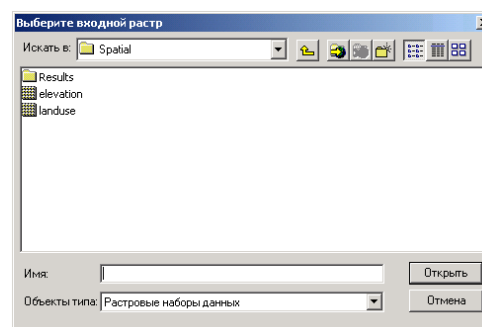 Выберите входной растр
Искать в: Spatial
Results
elevation
landuse
Имя: Открыть
Объекты типа: Растровые наборы данных Отмена